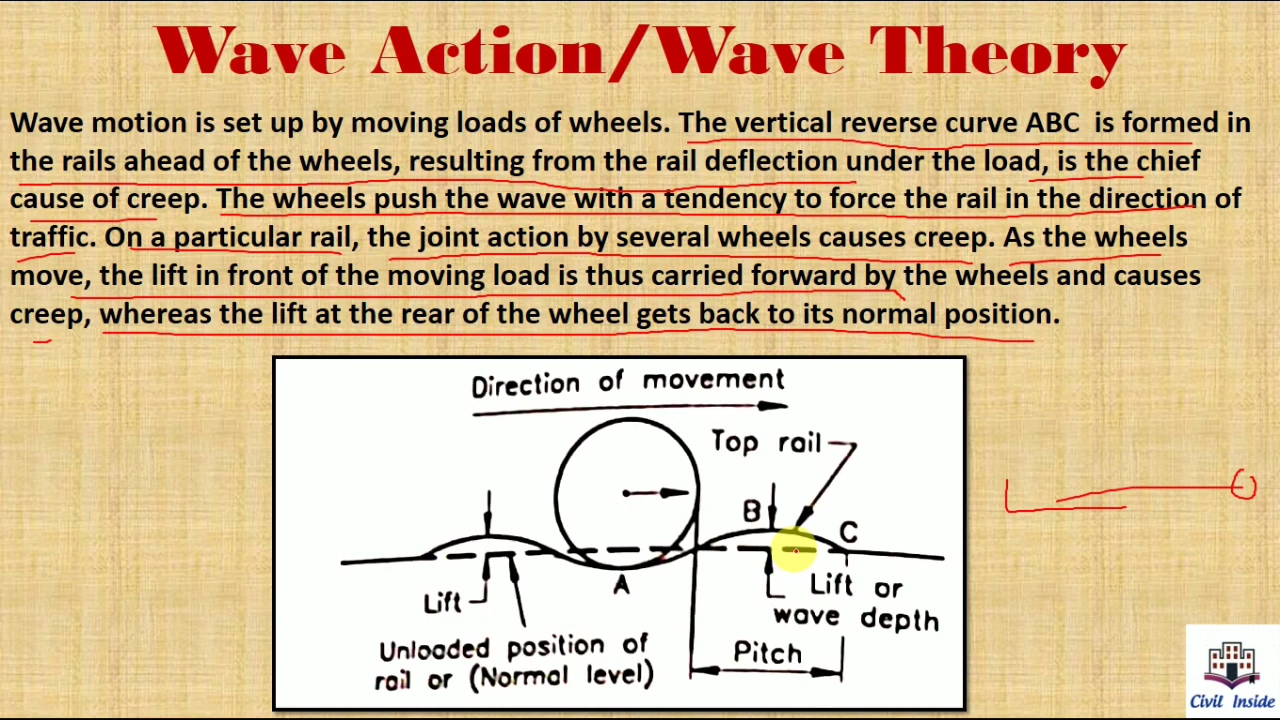 Wave Action/Wave Theory
Wave motion is set up by moving loads of wheels. The vertical reverse curve ABC is formed in
the rails ahead of the wheels, resulting from the rail deflection under the load, is the chief
cause of creep. The wheels push the wave with a tendency to force the rail in the direction of
traffic. On a particular rail, the joint action by several wheels causes creep. As the wheels
move, the lift in front of the moving load is thus carried forward by the wheels and causes
creep, whereas the lift at the rear of the wheel gets back to its normal position.
Direction of movement
Top rail
B
C
A
Lift
Lift or
wave depth
Unloaded position of
rail or (Normal level)
Pitch
Civil Inside